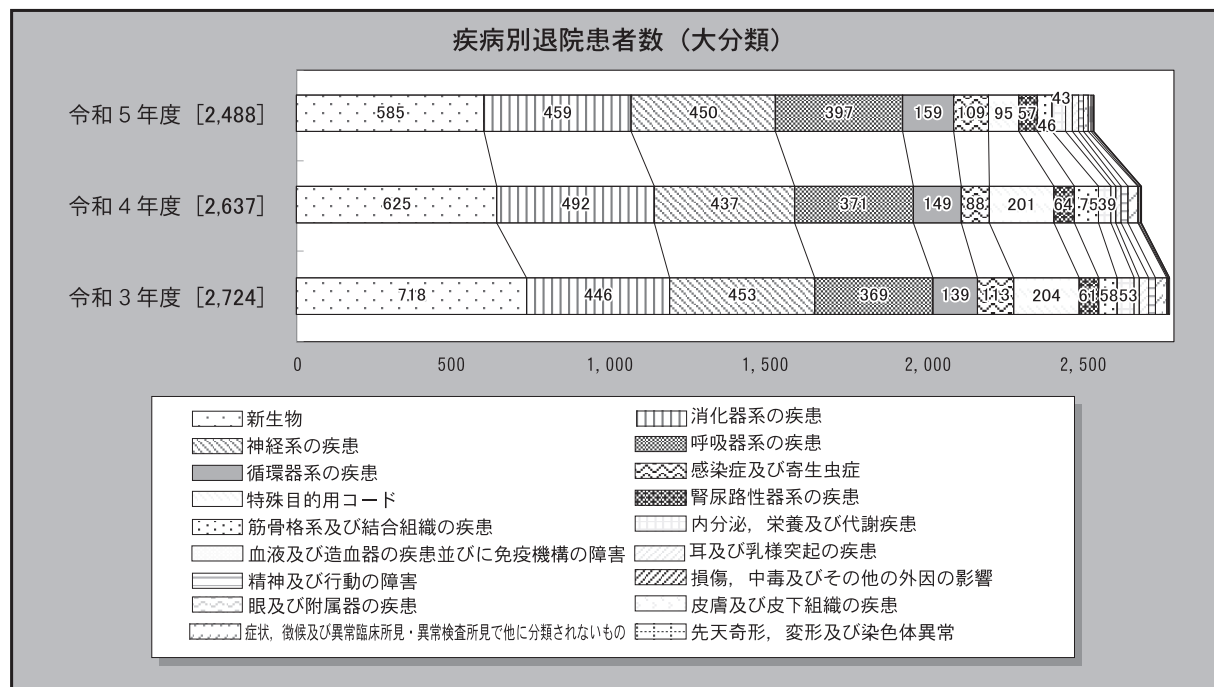 疾病別退院患者数（大分類）
令和５年度［2,488］ 585 459 450 397 159 109 95 57 46 43
令和４年度［2,637］ 625 492 437 371 149 88 201 64 75 39
令和３年度［2,724］ 718 446 453 369 139 113 204 61 58 53
0 500 1,000 1,500 2,000 2,500
新生物 消化器系の疾患
神経系の疾患 呼吸器系の疾患
循環器系の疾患 感染症及び寄生虫症
特殊目的用コード 腎尿路性器系の疾患
筋骨格系及び結合組織の疾患 内分泌，栄養及び代謝疾患
血液及び造血器の疾患並びに免疫機構の障害 耳及び乳様突起の疾患
精神及び行動の障害 損傷，中毒及びその他の外因の影響
眼及び附属器の疾患 皮膚及び皮下組織の疾患
症状，徴候及び異常臨床所見・異常検査所見で他に分類されないもの 先天奇形，変形及び染色体異常